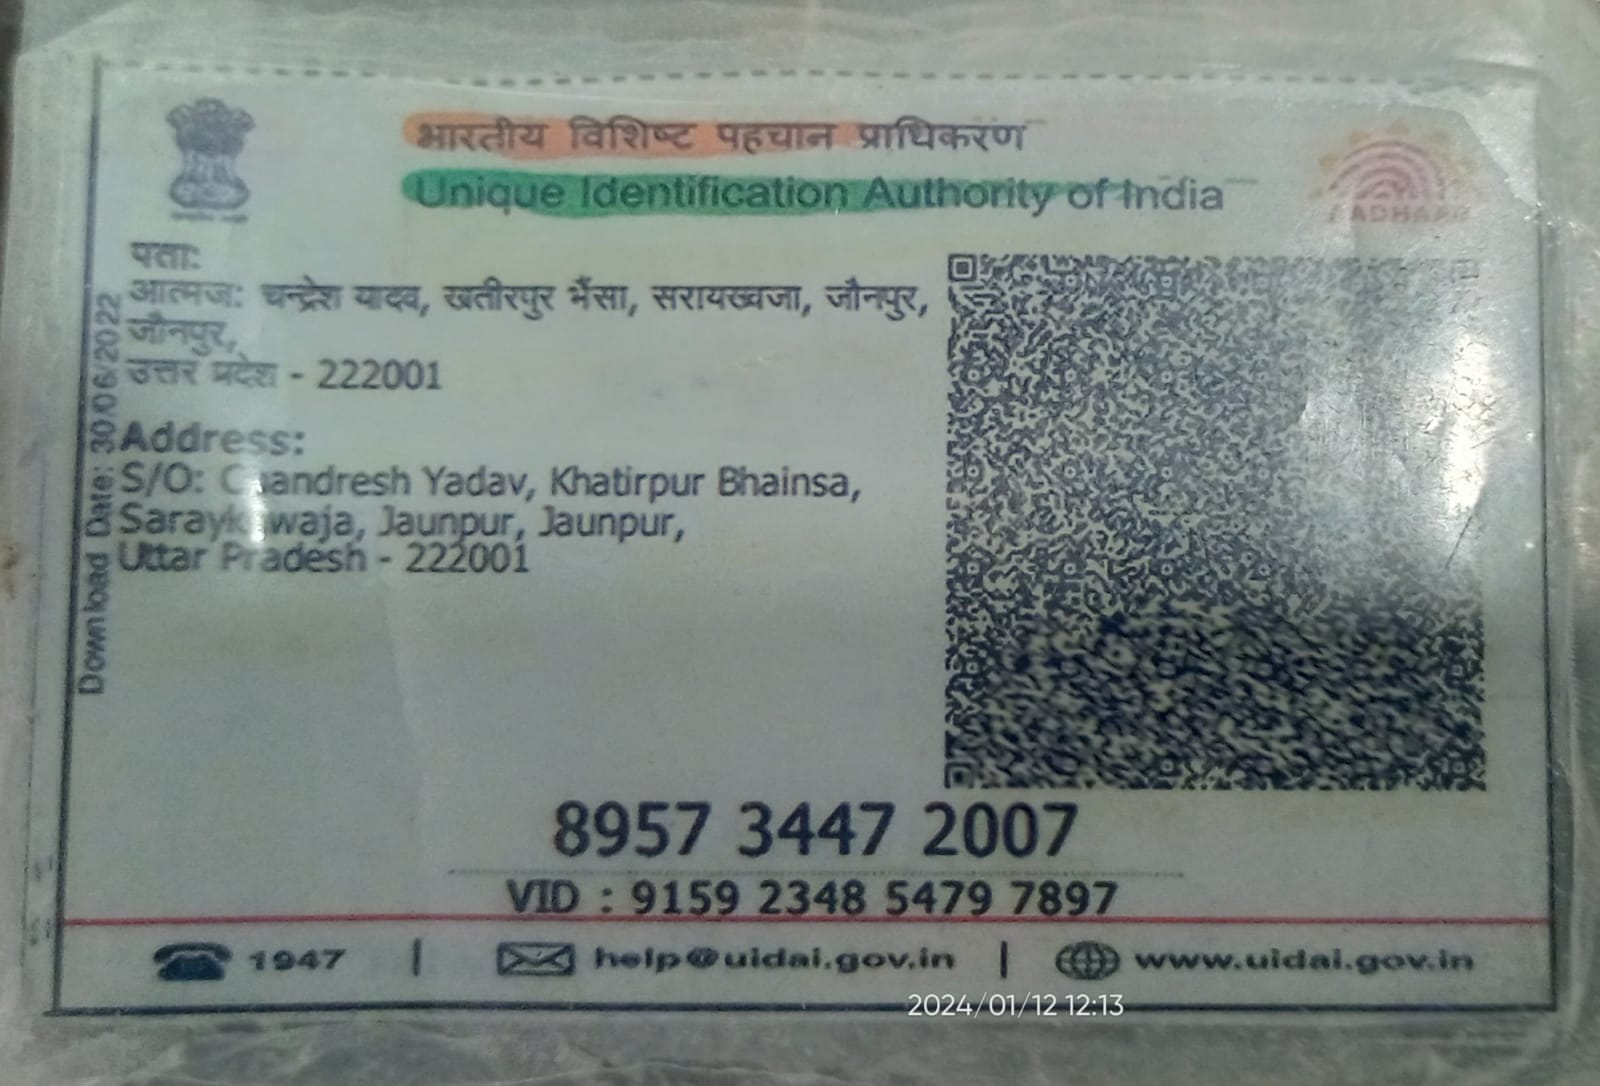 भारतीय विशिष्ट पहचान प्राधिकरण
Unique Identification Authority of India
AADHAAR
पता:
आत्मज: चन्द्रेश यादव, खतीरपुर भैंसा, सरायख्वजा, जौनपुर,
जौनपुर,
उत्तर प्रदेश - 222001
Address:
S/O: Chandresh Yadav, Khatirpur Bhainsa,
Jaunpur, Jaunpur,
Uttar Pradesh - 222001
Download Date: 30/06/2022
8957 3447 2007
VID : 9159 2348 5479 7897
1947 | help@uidai.gov.in | www.uidai.gov.in
2024/01/12 12:13